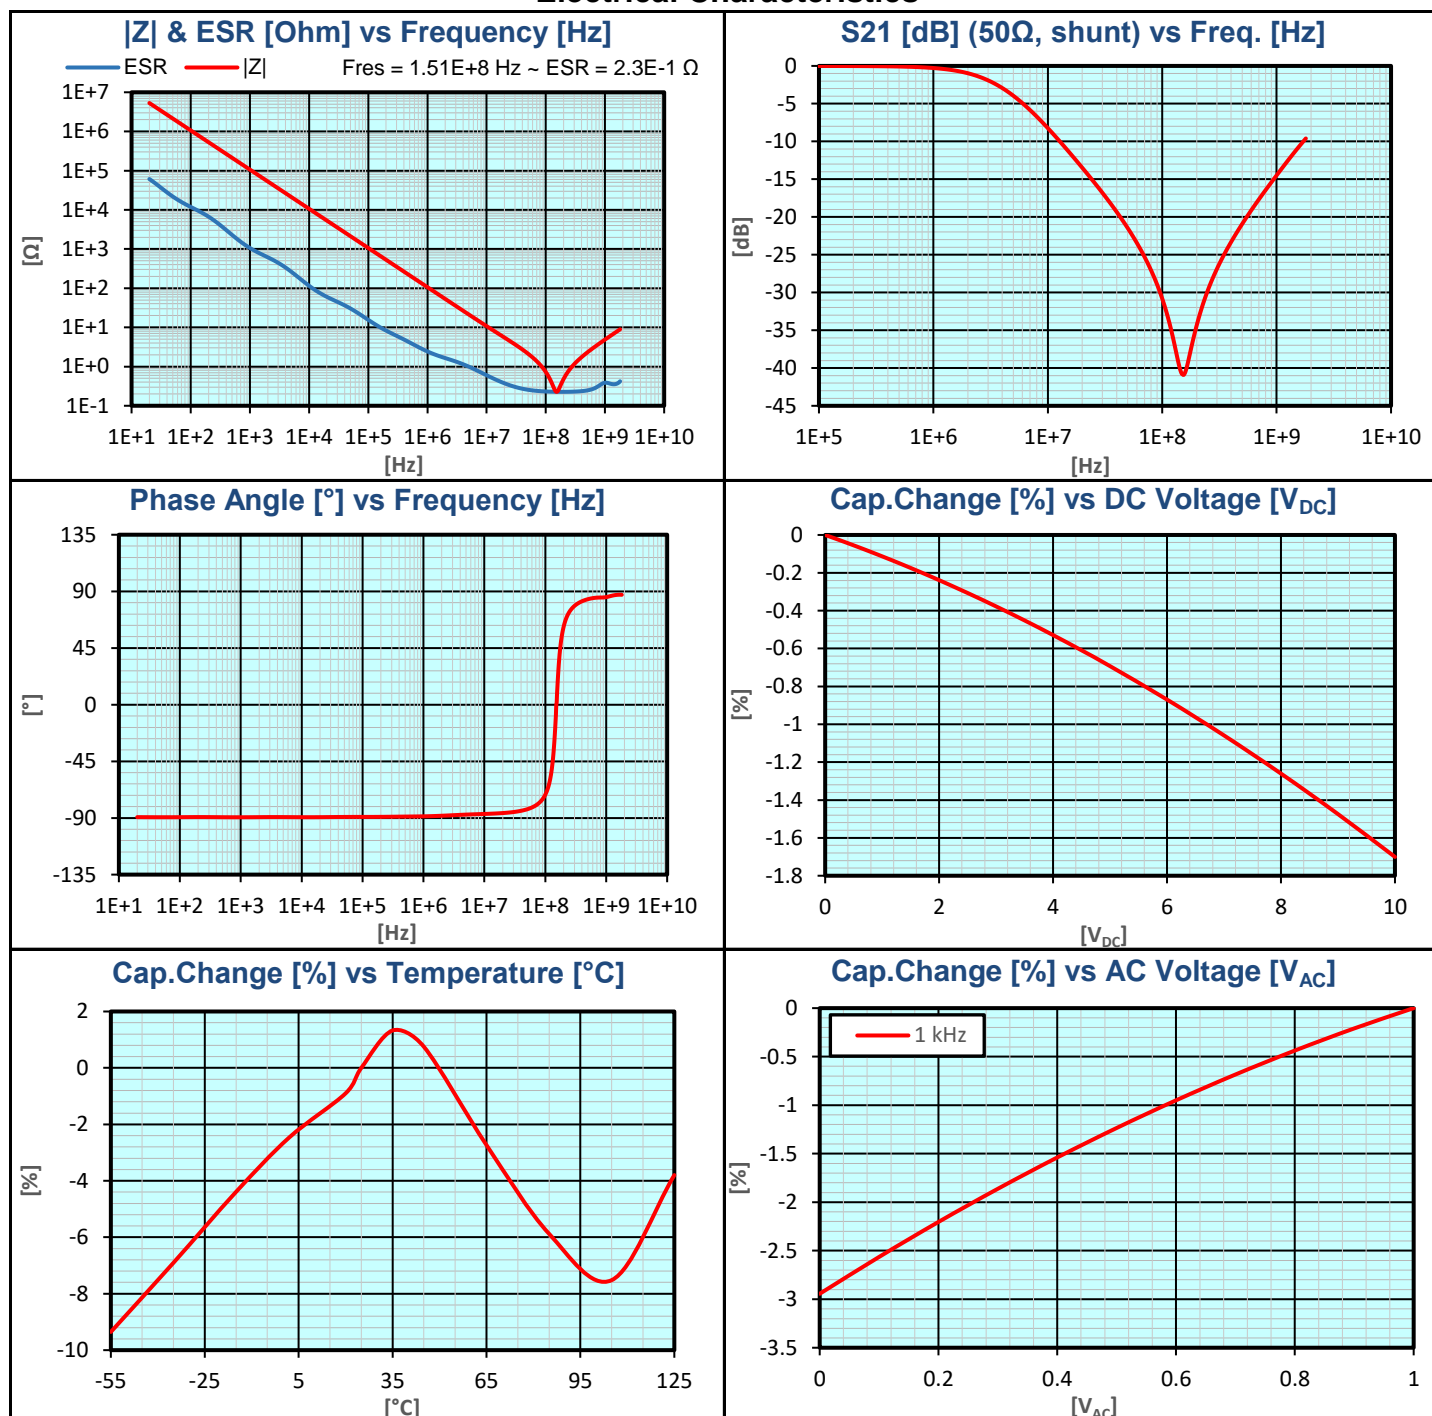 |Z| & ESR [Ohm] vs Frequency [Hz]
ESR |Z| Fres = 1.51E+8 Hz ~ ESR = 2.3E-1 Ω
1E+7
1E+6
1E+5
1E+4
1E+3
1E+2
1E+1
1E+0
1E-1
[Ω]
1E+1 1E+2 1E+3 1E+4 1E+5 1E+6 1E+7 1E+8 1E+9 1E+10
[Hz]
S21 [dB] (50Ω, shunt) vs Freq. [Hz]
0
-5
-10
-15
-20
-25
-30
-35
-40
-45
[dB]
1E+5 1E+6 1E+7 1E+8 1E+9 1E+10
[Hz]
Phase Angle [°] vs Frequency [Hz]
135
90
45
0
-45
-90
-135
[°]
1E+1 1E+2 1E+3 1E+4 1E+5 1E+6 1E+7 1E+8 1E+9 1E+10
[Hz]
Cap.Change [%] vs DC Voltage [VDC]
0
-0.2
-0.4
-0.6
-0.8
-1
-1.2
-1.4
-1.6
-1.8
[%]
0 2 4 6 8 10
[VDC]
Cap.Change [%] vs Temperature [°C]
2
0
-2
-4
-6
-8
-10
[%]
-55 -25 5 35 65 95 125
[°C]
Cap.Change [%] vs AC Voltage [VAC]
1 kHz
0
-0.5
-1
-1.5
-2
-2.5
-3
-3.5
[%]
0 0.2 0.4 0.6 0.8 1
[VAC]